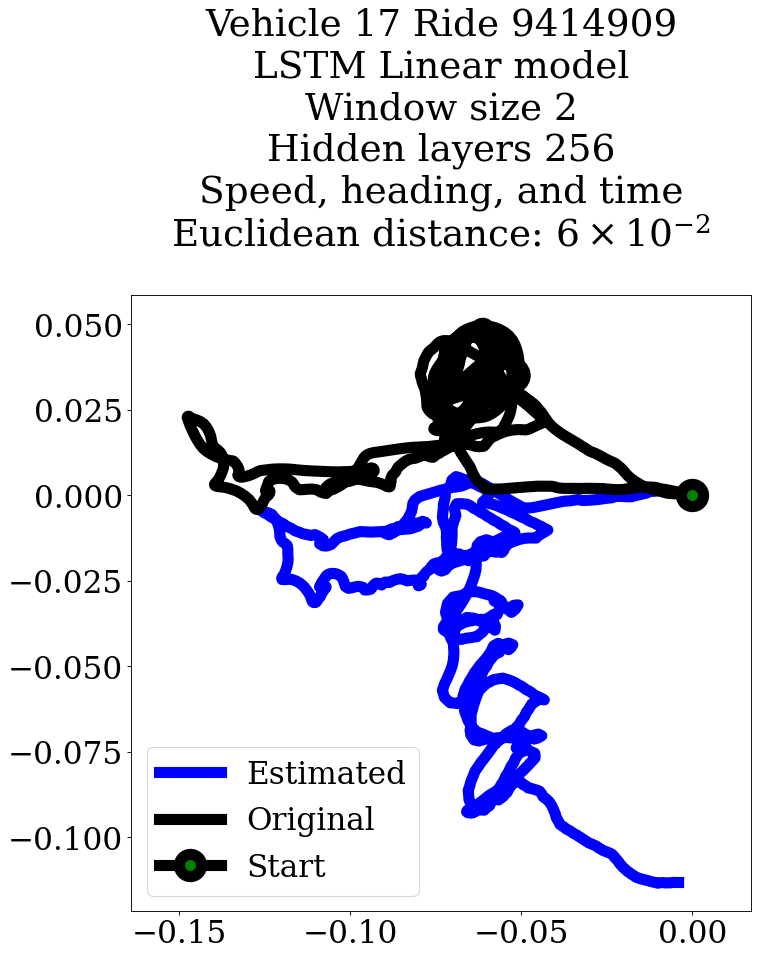 Vehicle 17 Ride 9414909
LSTM Linear model
Window size 2
Hidden layers 256
Speed, heading, and time
Euclidean distance: 6 × 10⁻²
0.050
0.025
0.000
−0.025
−0.050
−0.075
−0.100
Estimated
Original
Start
−0.15
−0.10
−0.05
0.00